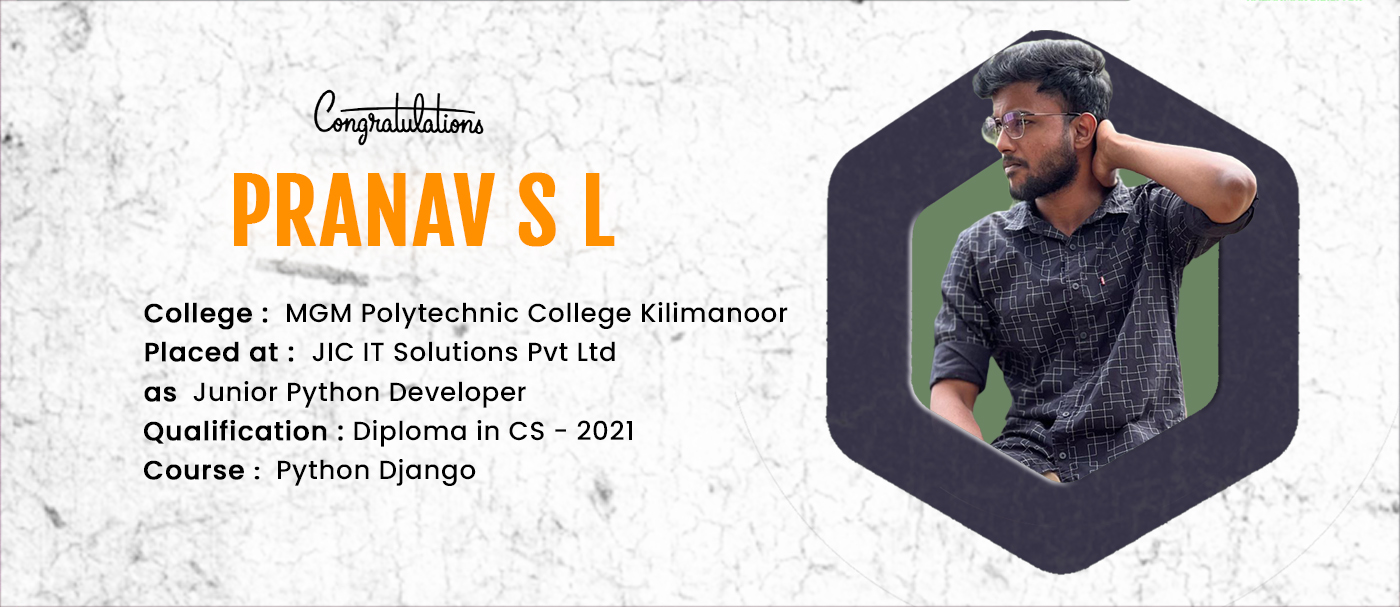 Congratulations
PRANAV S L
College : MGM Polytechnic College Kilimanoor
Placed at : JIC IT Solutions Pvt Ltd
as Junior Python Developer
Qualification : Diploma in CS - 2021
Course : Python Django